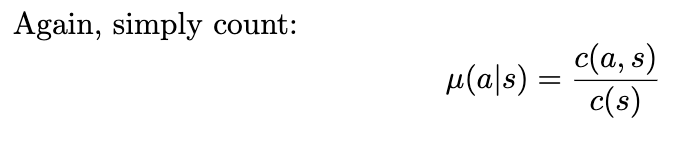 Again, simply count:
μ(a|s) = c(a, s) / c(s)